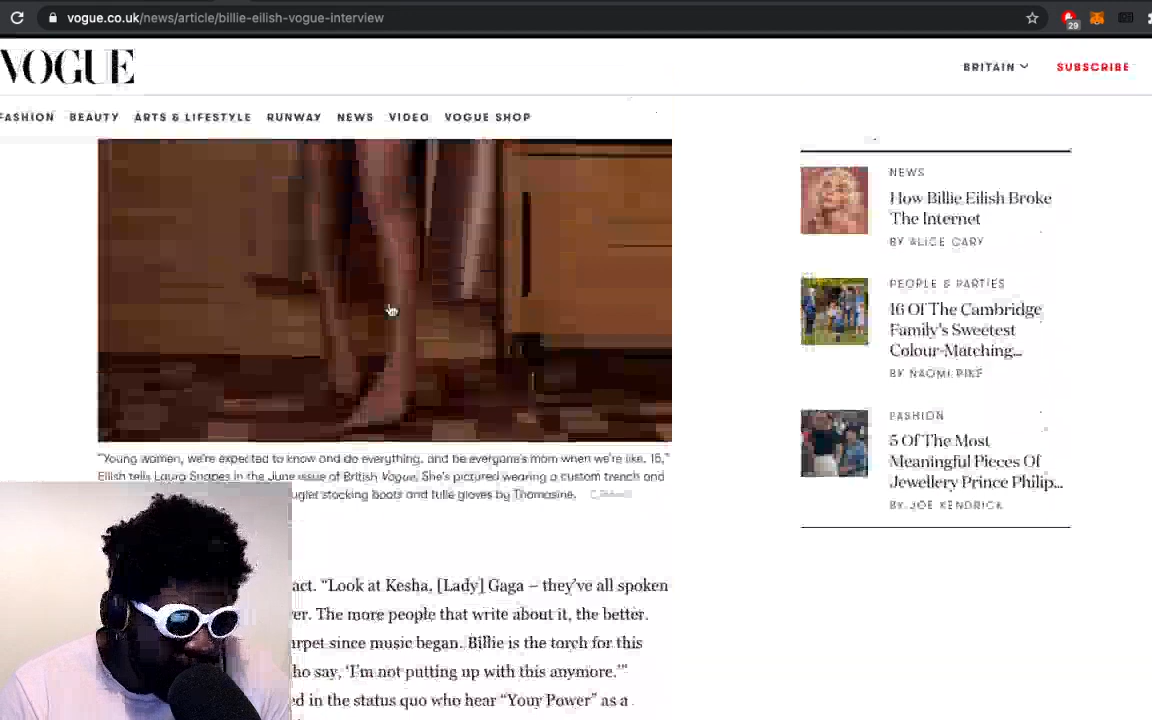 vogue.co.uk/news/article/billie-eilish-vogue-interview
29
VOGUE
BRITAIN
SUBSCRIBE
FASHION BEAUTY ARTS & LIFESTYLE RUNWAY NEWS VIDEO VOGUE SHOP
"Young women, we're expected to know and do everything, and be everyone's mom when we're like, 16,"
Eilish tells Laura Snapes in the June issue of British Vogue. She's pictured wearing a custom trench and
stocking boots and tulle gloves by Thomasine.
act. "Look at Kesha, [Lady] Gaga – they've all spoken
er. The more people that write about it, the better.
rpet since music began. Billie is the torch for this
ho say, 'I'm not putting up with this anymore.'"
ed in the status quo who hear "Your Power" as a
NEWS
How Billie Eilish Broke
The Internet
BY ALICE CARY
PEOPLE & PARTIES
16 Of The Cambridge
Family's Sweetest
Colour-Matching...
BY NAOMI PIKE
FASHION
5 Of The Most
Meaningful Pieces Of
Jewellery Prince Philip...
BY JOE KENDRICK